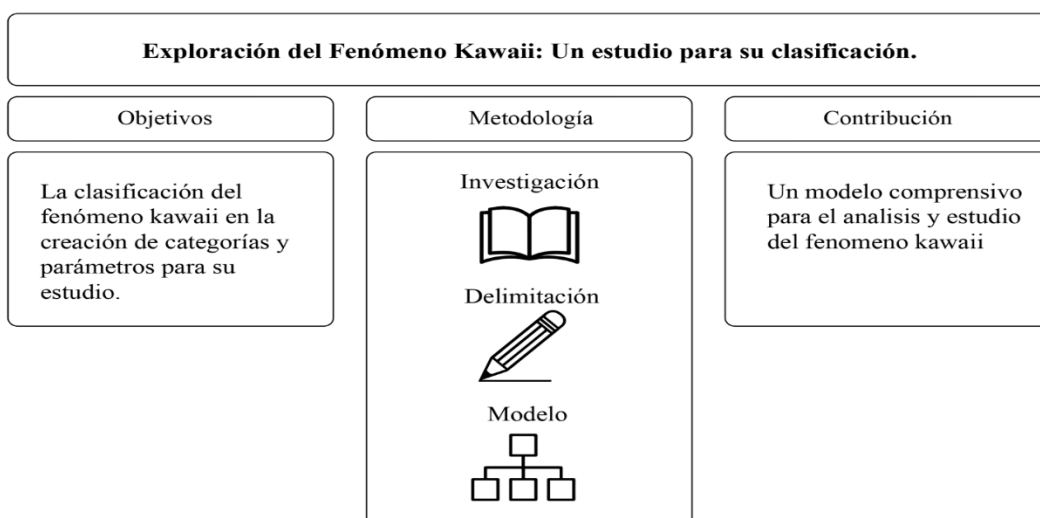 Exploración del Fenómeno Kawaii: Un estudio para su clasificación.
Objetivos
La clasificación del
fenómeno kawaii en la
creación de categorías y
parámetros para su
estudio.
Metodología
Investigación
Delimitación
Modelo
Contribución
Un modelo comprensivo
para el analisis y estudio
del fenomeno kawaii